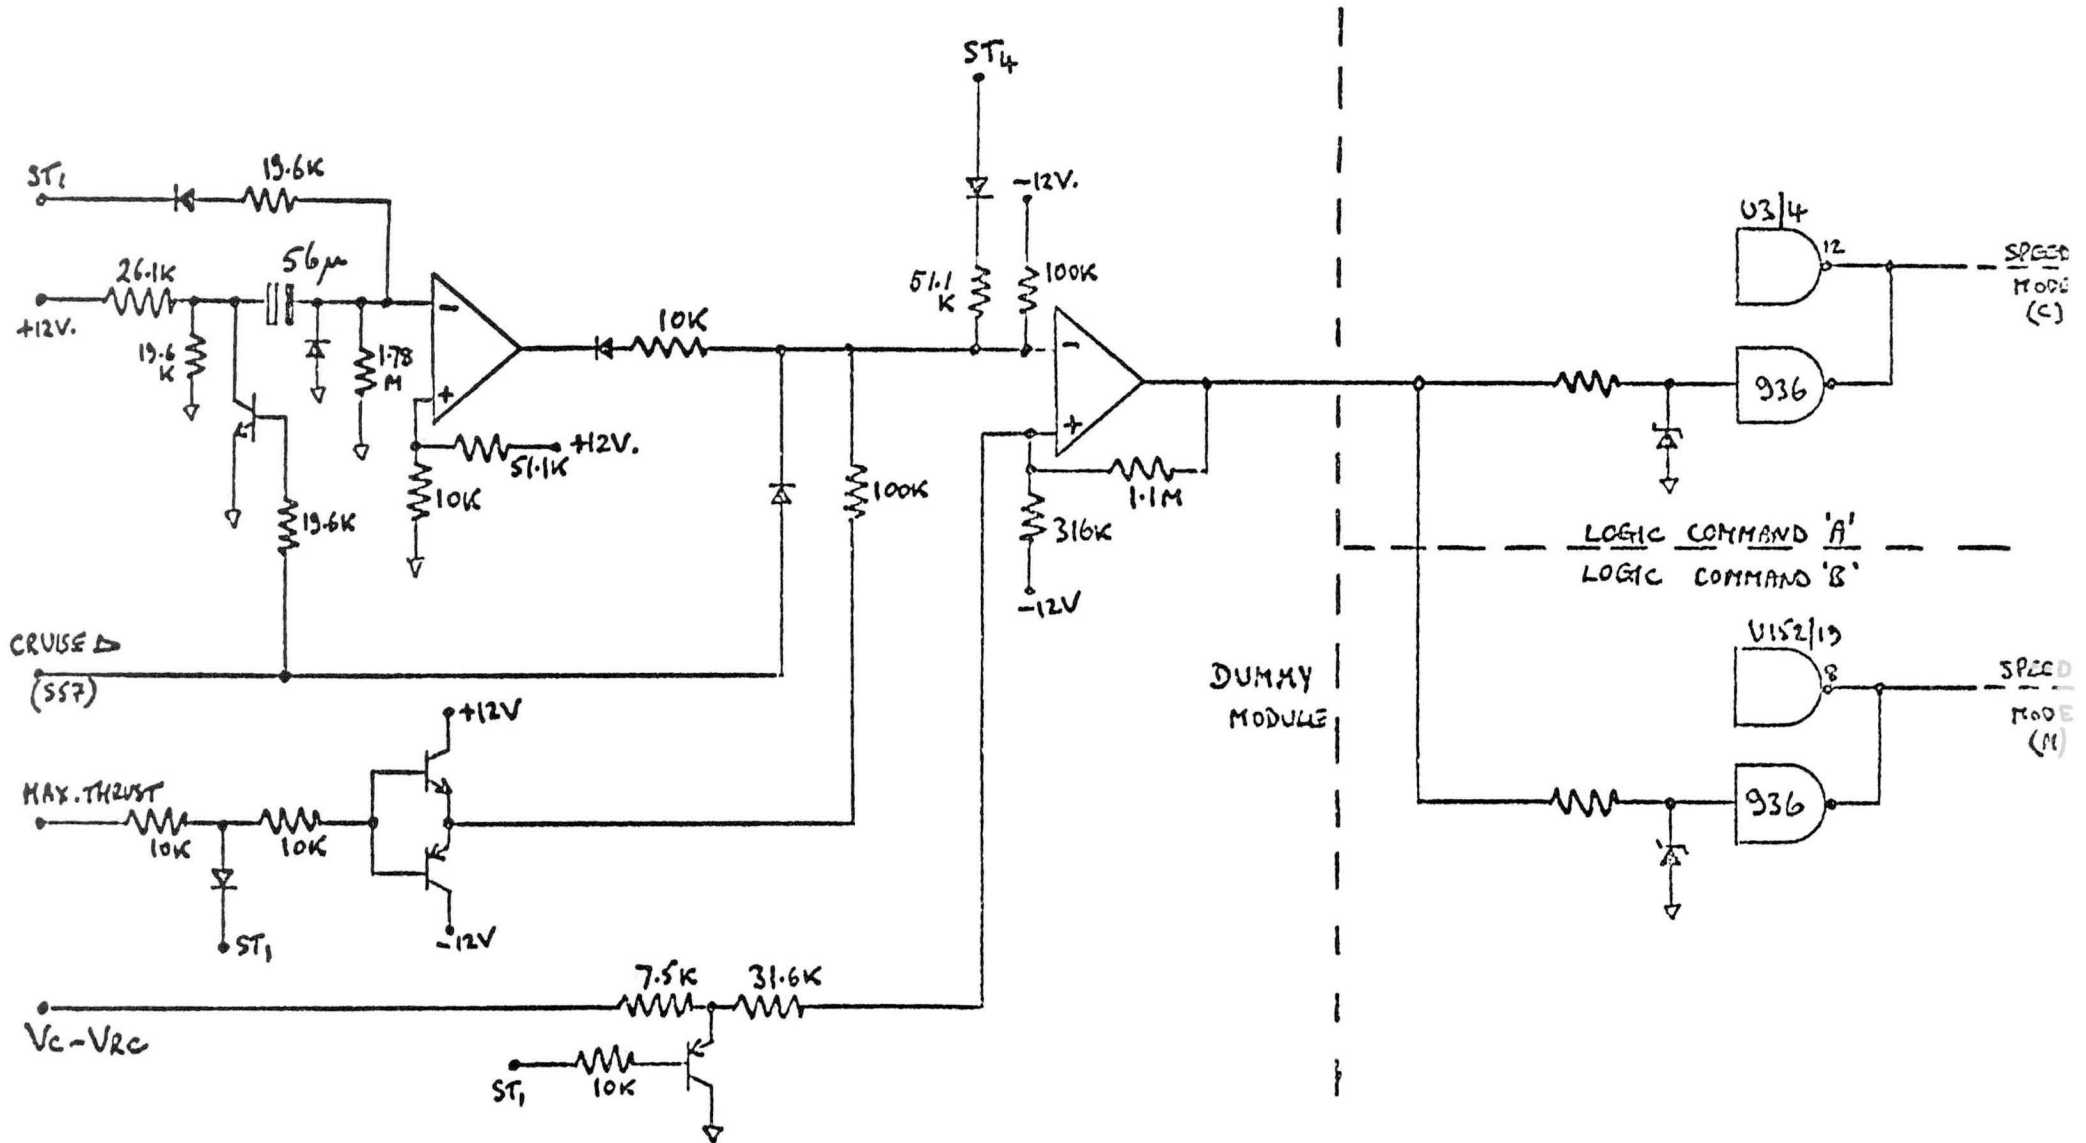 ST4
-12V.
ST1
19.6K
U3/4
12
56μ
26.1K
+12V.
51.1
K
100K
SPEED
MODE
(C)
10K
19.6
K
1.78
M
-
+
-
+
936
+12V.
51.1K
10K
100K
1.1M
19.6K
316K
-12V
LOGIC COMMAND 'A'
LOGIC COMMAND 'B'
CRUISE
(SS7)
U152/19
8
SPEED
MODE
(M)
DUMMY
MODULE
+12V
MAX. THRUST
10K
10K
936
ST1
-12V
7.5K
31.6K
VC-VRC
ST1
10K